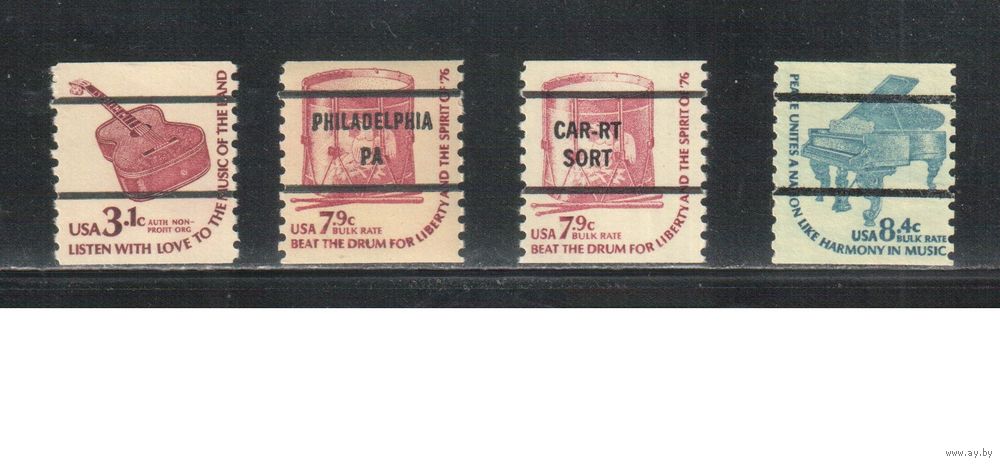 USA 3.1c AUTH NON-
PROFIT ORG
LISTEN WITH LOVE TO THE MUSIC OF THE LAND
PHILADELPHIA
PA
USA 7.9c
BULK RATE
BEAT THE DRUM FOR LIBERTY AND THE SPIRIT OF '76
CAR-RT
SORT
USA 7.9c
BULK RATE
BEAT THE DRUM FOR LIBERTY AND THE SPIRIT OF '76
USA 8.4c
BULK RATE
PEACE UNITES A NATION LIKE HARMONY IN MUSIC
www.ay.by